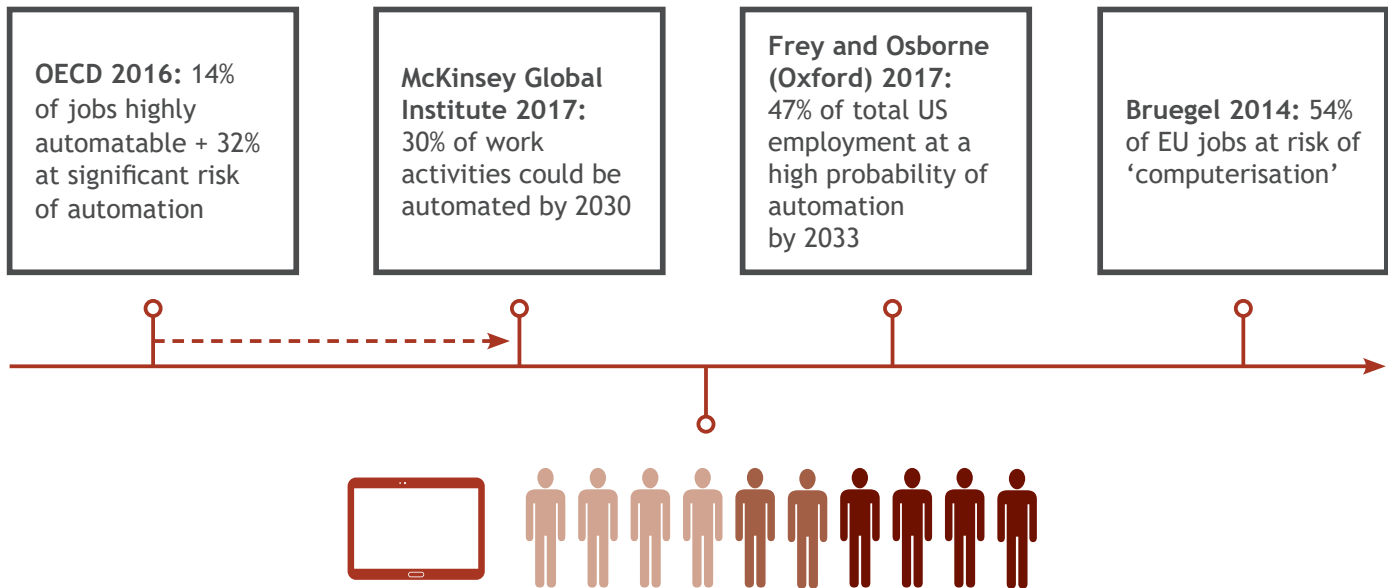 OECD 2016: 14%
of jobs highly
automatable + 32%
at significant risk
of automation
McKinsey Global
Institute 2017:
30% of work
activities could be
automated by 2030
Frey and Osborne
(Oxford) 2017:
47% of total US
employment at a
high probability of
automation
by 2033
Bruegel 2014: 54%
of EU jobs at risk of
‘computerisation’